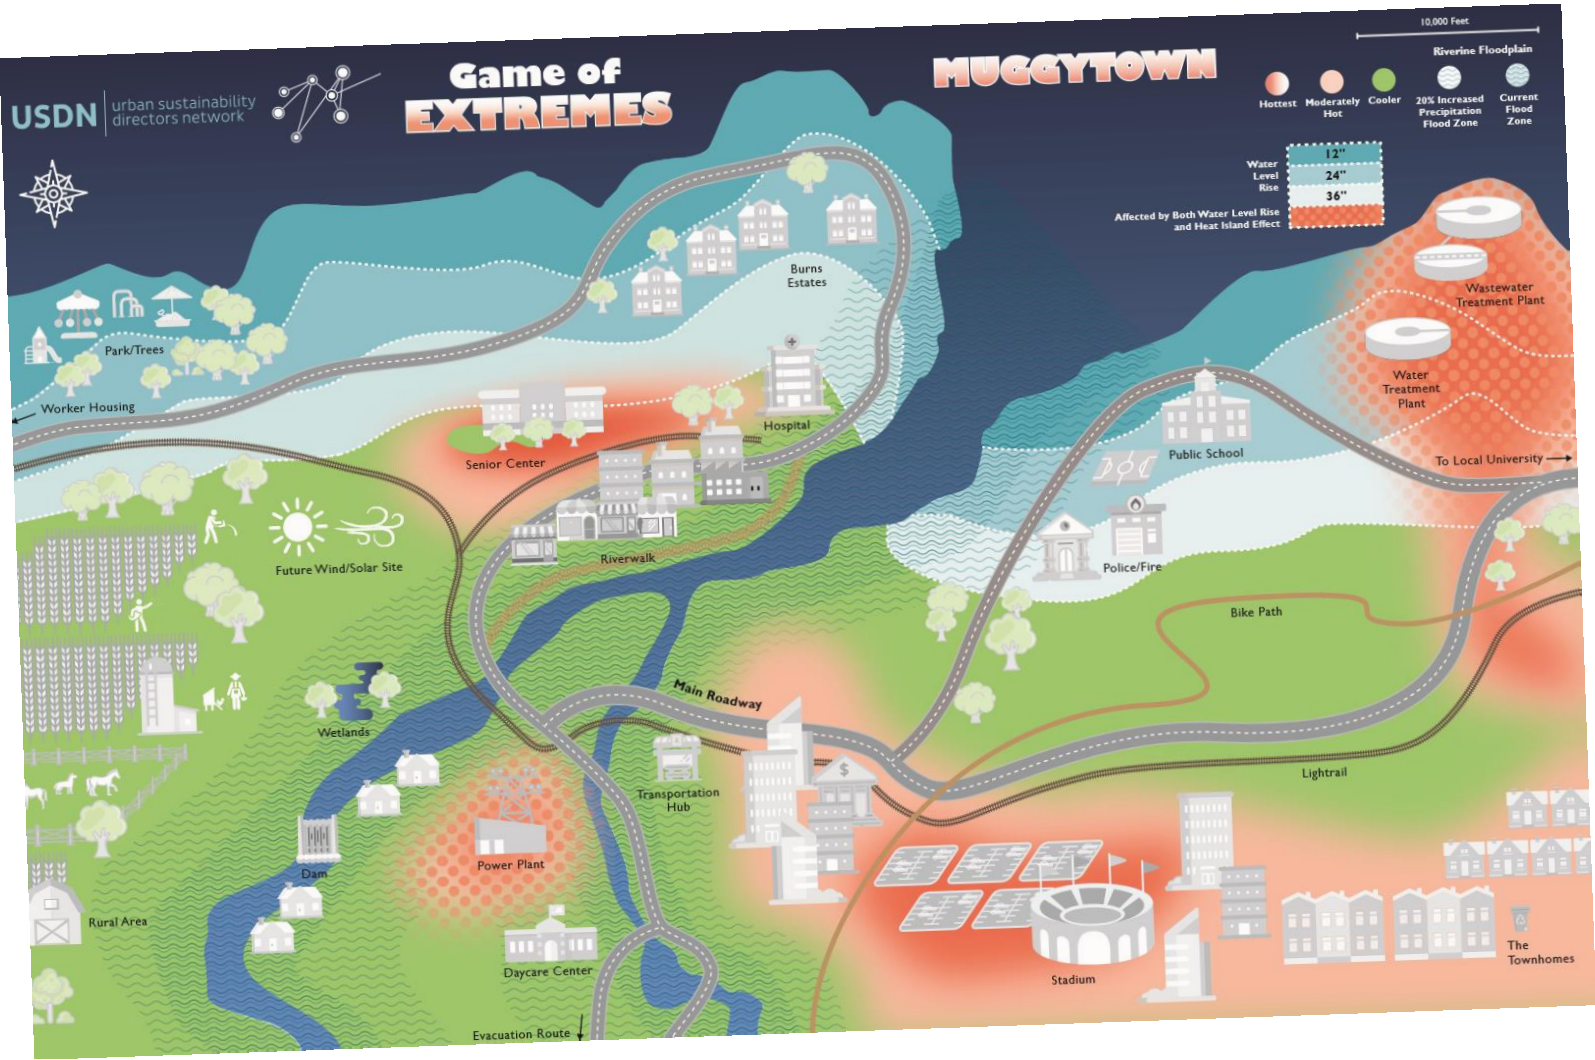 USDN
urban sustainability
directors network
Game of
EXTREMES
MUGGYTOWN
10,000 Feet
Riverine Floodplain
Hottest
Moderately
Hot
Cooler
20% Increased
Precipitation
Flood Zone
Current
Flood
Zone
Water
Level
Rise
12"
24"
36"
Affected by Both Water Level Rise
and Heat Island Effect
Burns
Estates
Wastewater
Treatment Plant
Park/Trees
Water
Treatment
Plant
Worker Housing
Hospital
Senior Center
Public School
To Local University
Future Wind/Solar Site
Riverwalk
Police/Fire
Bike Path
Main Roadway
Wetlands
Transportation
Hub
Lightrail
$
Power Plant
Dam
Rural Area
Daycare Center
Stadium
The
Townhomes
Evacuation Route